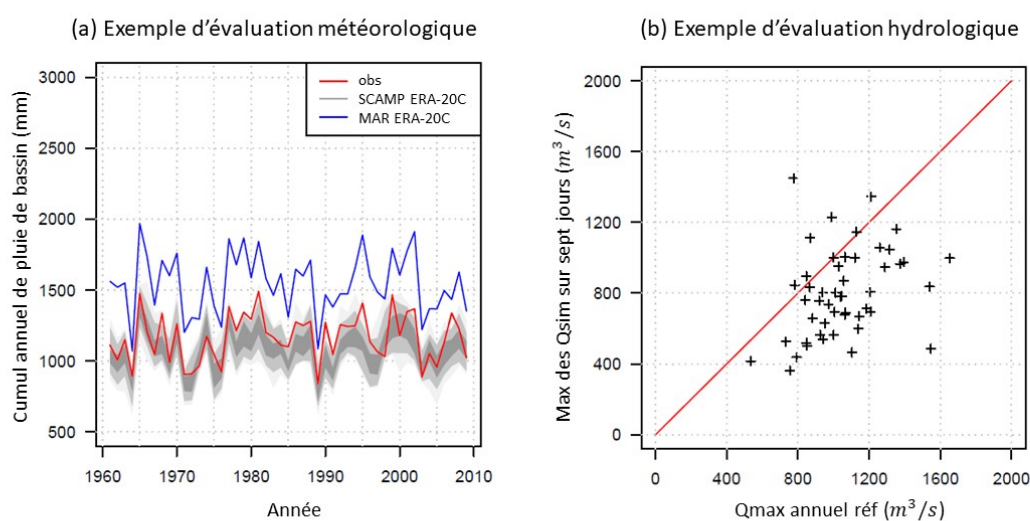 (a) Exemple d’évaluation météorologique
Cumul annuel de pluie de bassin (mm)
3000
2500
2000
1500
1000
500
obs
SCAMP ERA-20C
MAR ERA-20C
1960 1970 1980 1990 2000 2010
Année
(b) Exemple d’évaluation hydrologique
Max des Qsim sur sept jours (m³/s)
2000
1600
1200
800
400
0
0 400 800 1200 1600 2000
Qmax annuel réf (m³/s)